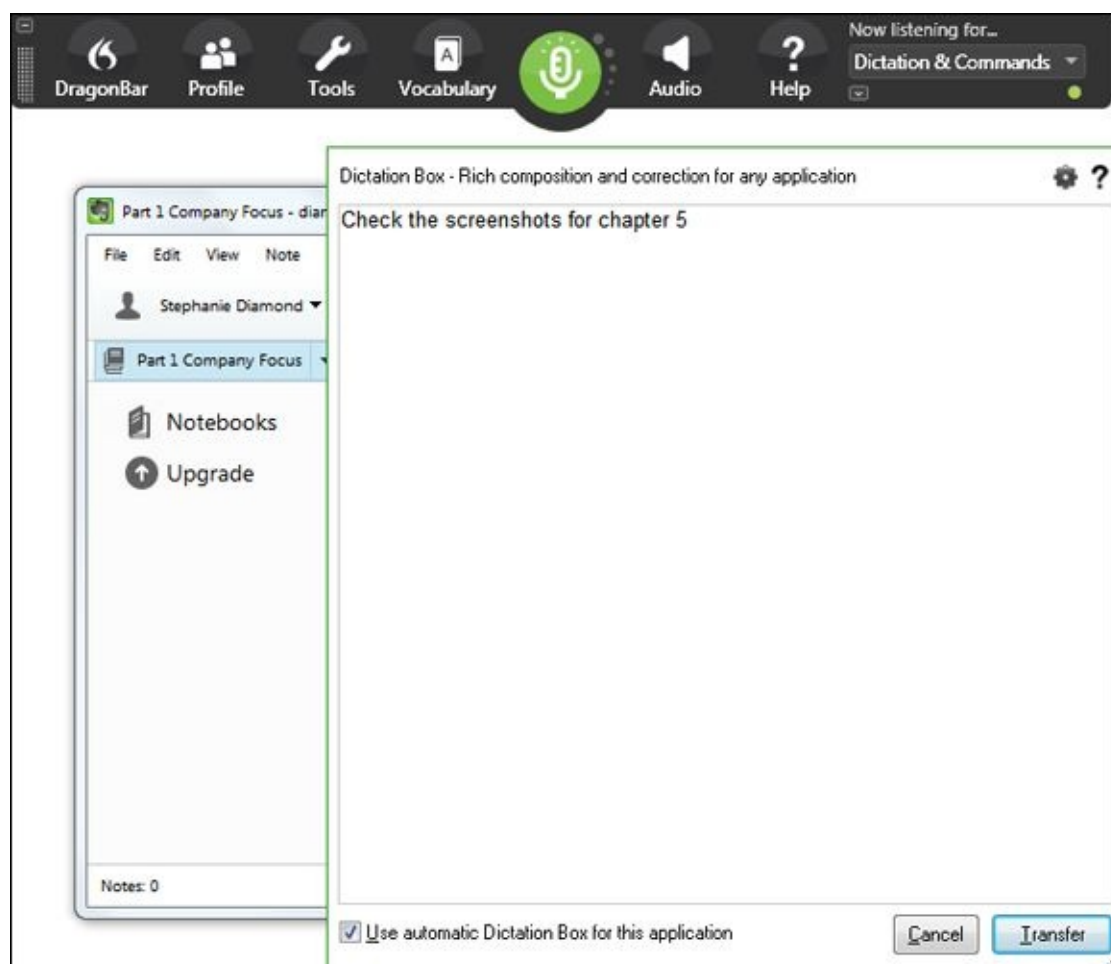 Now listening for...
DragonBar Profile Tools Vocabulary Audio Help
Dictation & Commands
Dictation Box - Rich composition and correction for any application
Check the screenshots for chapter 5
Part 1 Company Focus - diar
File Edit View Note
Stephanie Diamond
Part 1 Company Focus
Notebooks
Upgrade
Notes: 0
Use automatic Dictation Box for this application
Cancel Transfer